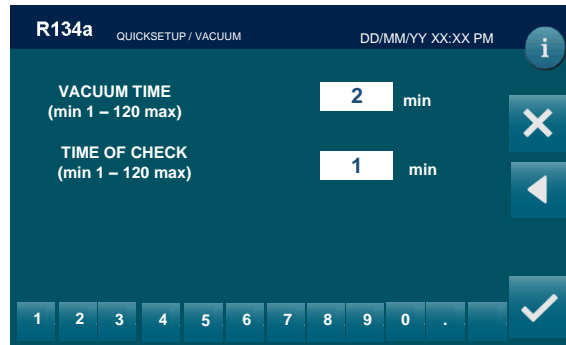 R134a QUICKSETUP / VACUUM DD/MM/YY XX:XX PM
i
VACUUM TIME 2 min
(min 1 – 120 max)
TIME OF CHECK 1 min
(min 1 – 120 max)
1 2 3 4 5 6 7 8 9 0 .